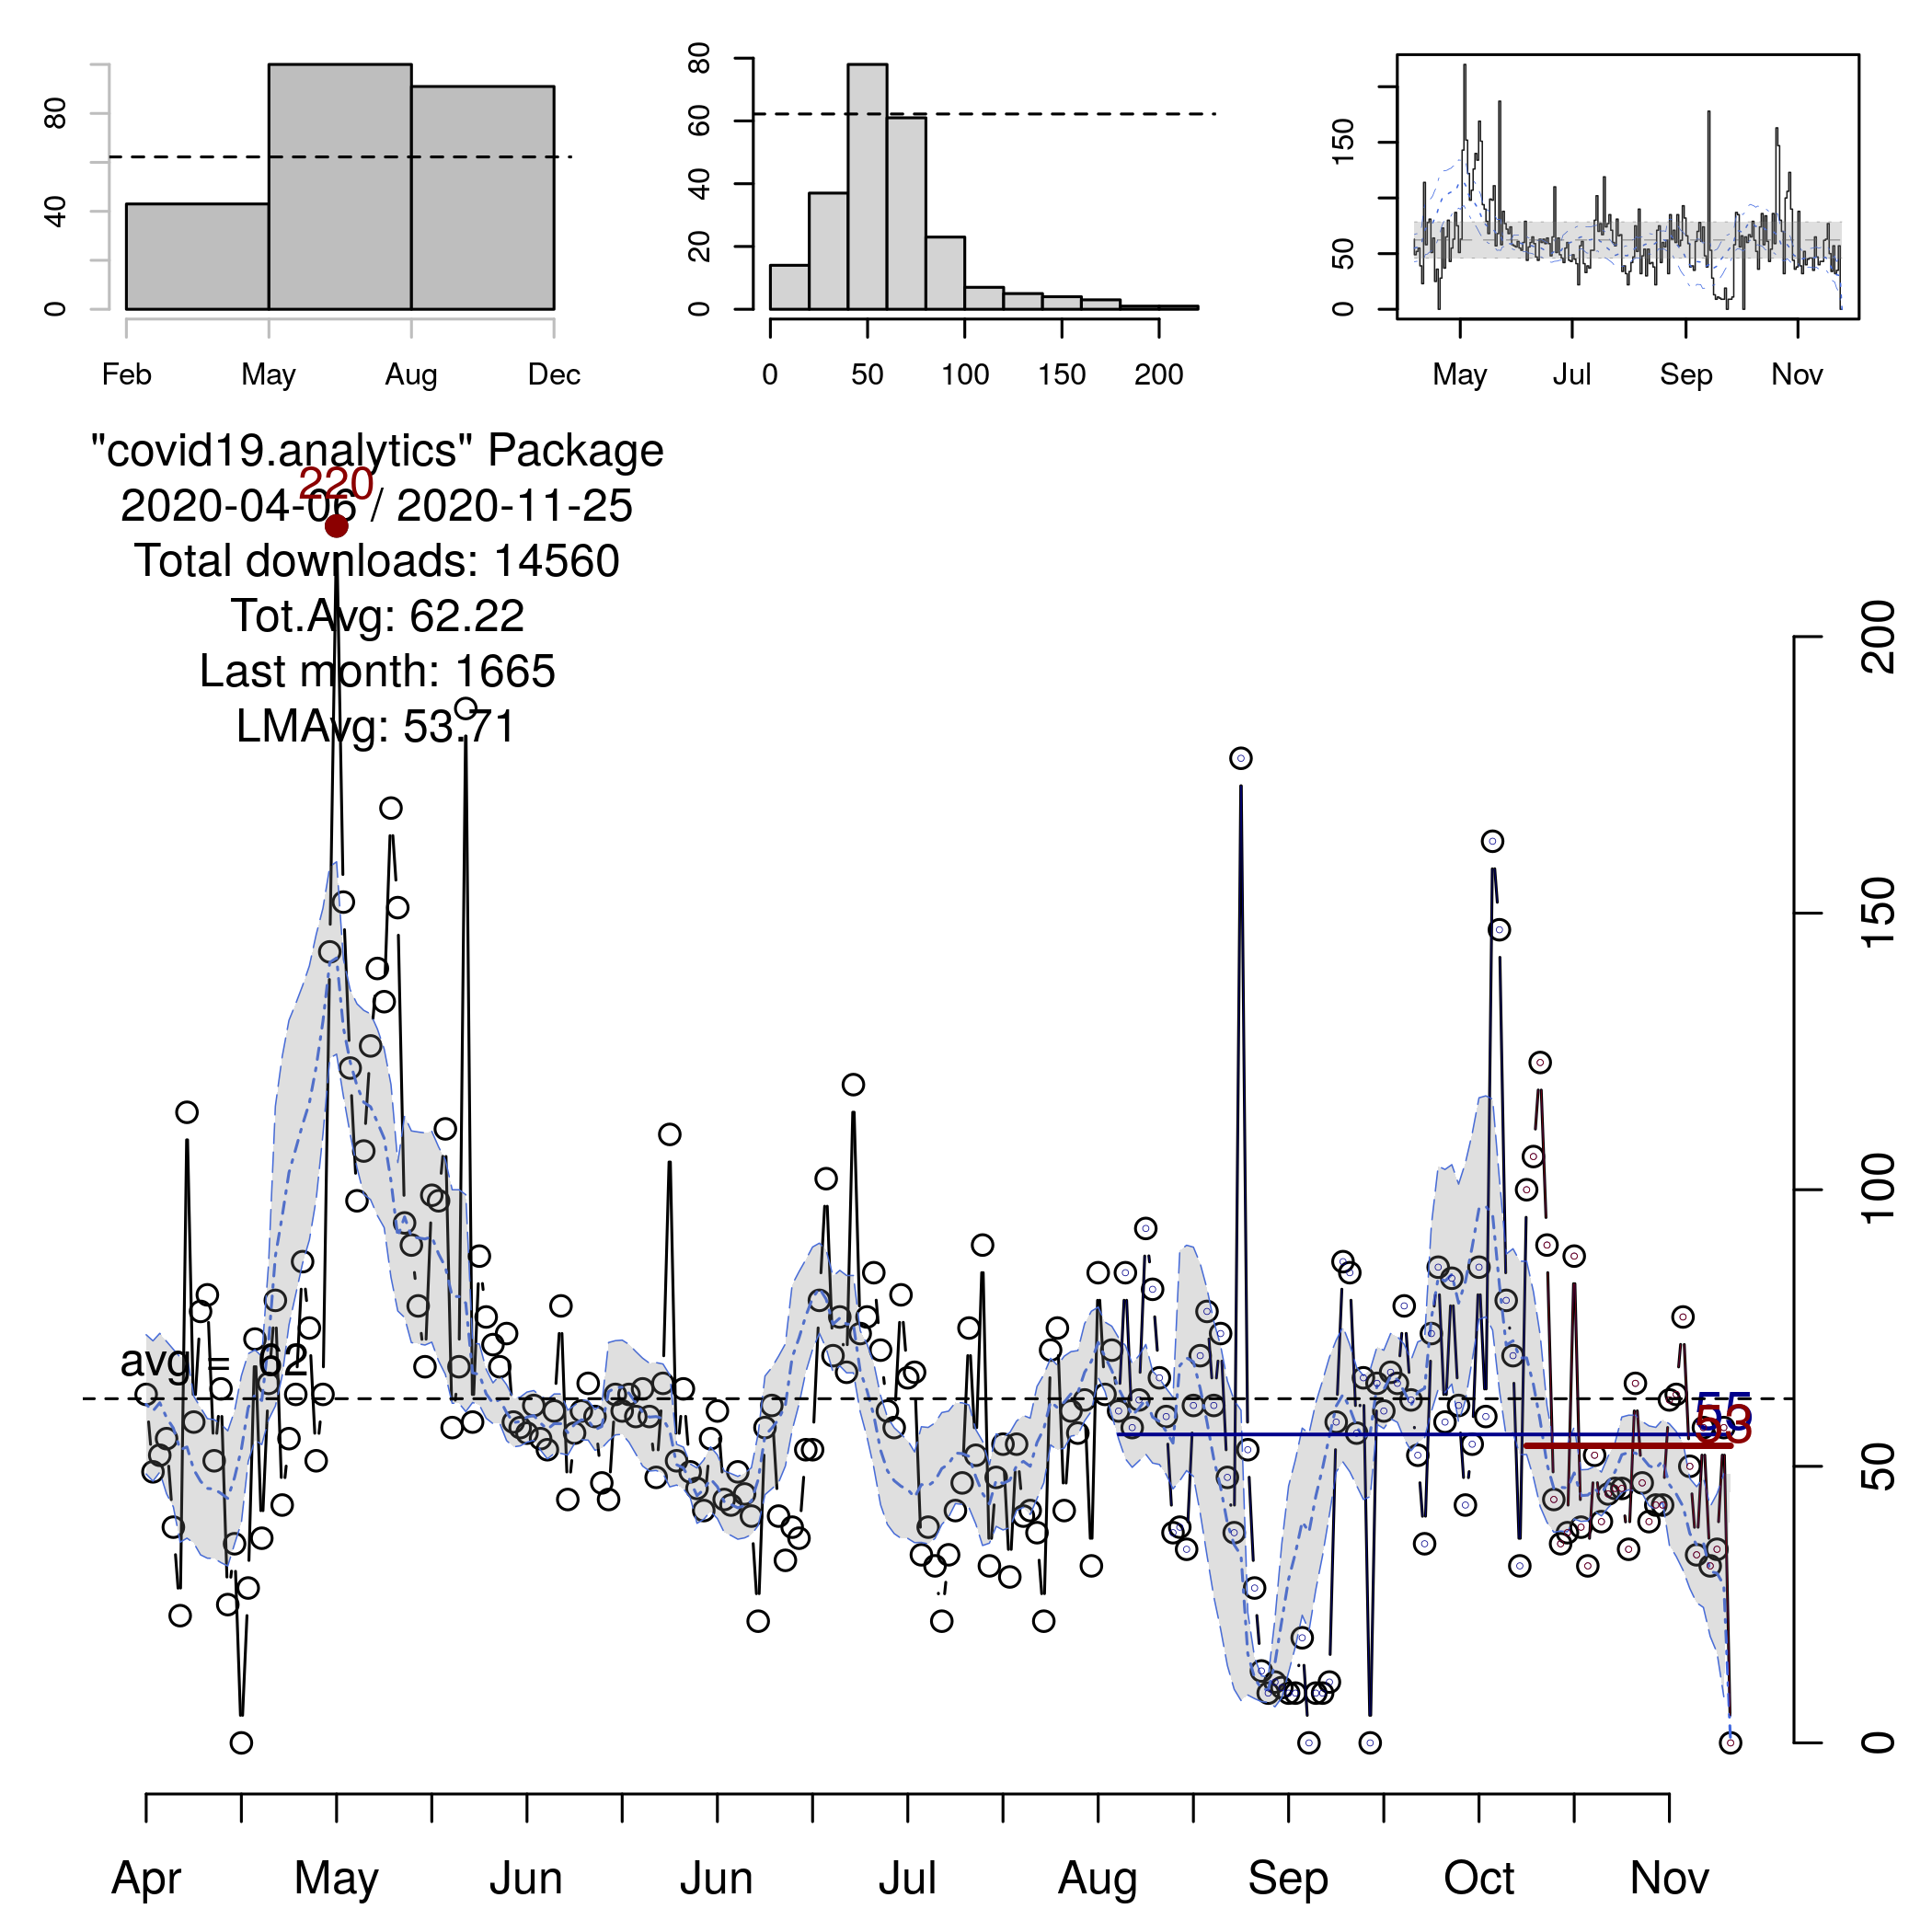 80
40
0
Feb May Aug Dec
80
60
40
20
0
0 50 100 150 200
150
50
0
May Jul Sep Nov
"covid19.analytics" Package
220
2020-04-06 / 2020-11-25
Total downloads: 14560
Tot.Avg: 62.22
Last month: 1665
LMAvg: 53.71
avg = 62
55
53
200
150
100
50
0
Apr May Jun Jun Jul Aug Sep Oct Nov